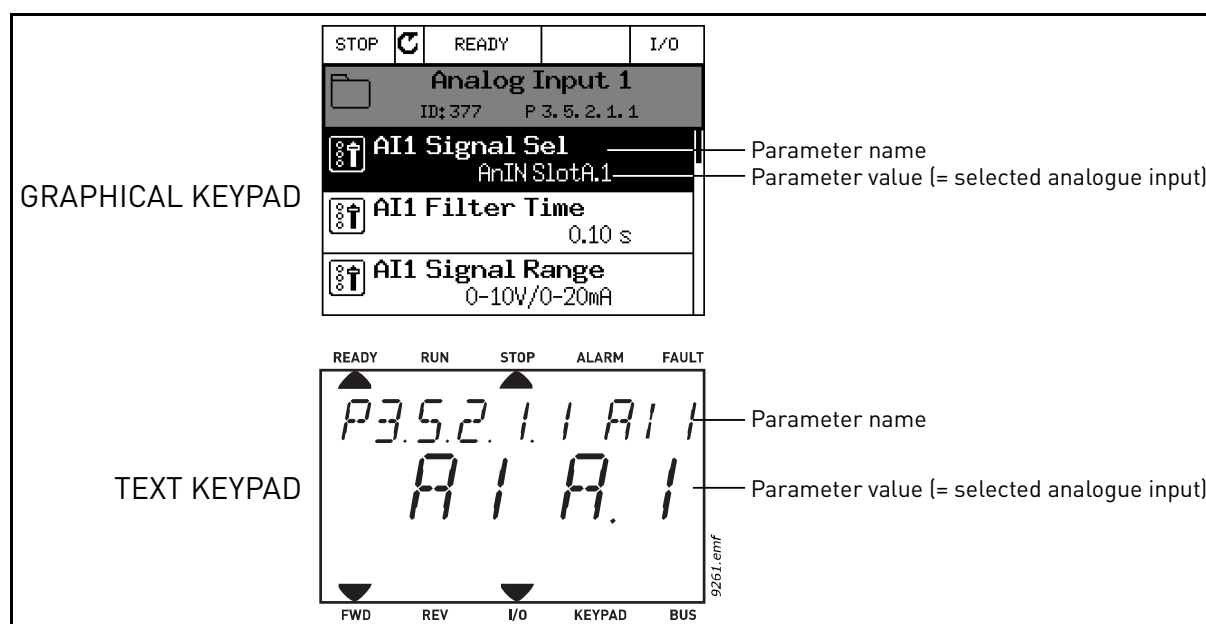 GRAPHICAL KEYPAD
STOP READY I/O
Analog Input 1
ID:377 P3.5.2.1.1
AI1 Signal Sel
AnIN SlotA.1
AI1 Filter Time
0.10 s
AI1 Signal Range
0-10V/0-20mA
Parameter name
Parameter value (= selected analogue input)
TEXT KEYPAD
READY RUN STOP ALARM FAULT
P3.5.2.1.1 AI1
AI A.1
FWD REV I/O KEYPAD BUS
Parameter name
Parameter value (= selected analogue input)
9261.emf